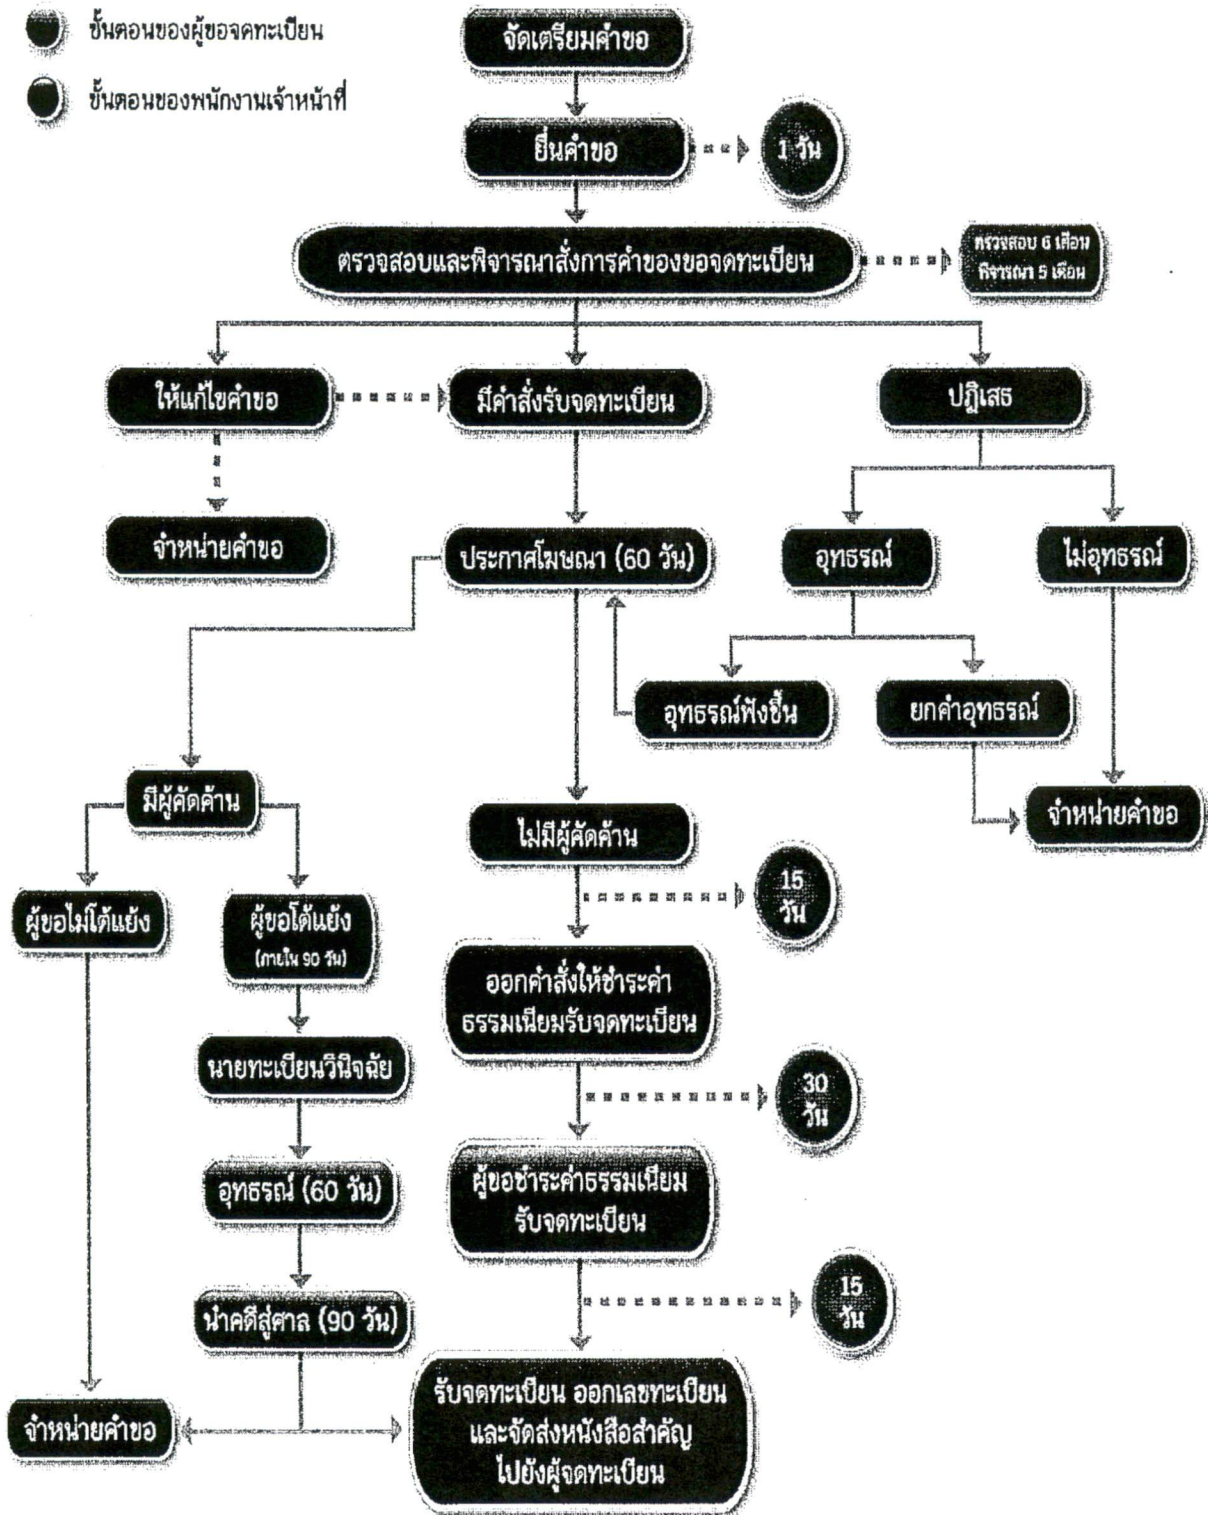 ขั้นตอนของผู้ขอจดทะเบียน
ขั้นตอนของพนักงานเจ้าหน้าที่
จัดเตรียมคำขอ
ยื่นคำขอ
1 วัน
ตรวจสอบและพิจารณาสั่งการคำของขอจดทะเบียน
ตรวจสอบ 6 เดือน
พิจารณา 5 เดือน
ให้แก้ไขคำขอ
มีคำสั่งรับจดทะเบียน
ปฏิเสธ
จำหน่ายคำขอ
ประกาศโฆษณา (60 วัน)
อุทธรณ์
ไม่อุทธรณ์
อุทธรณ์ฟังขึ้น
ยกคำอุทธรณ์
มีผู้คัดค้าน
ไม่มีผู้คัดค้าน
จำหน่ายคำขอ
15
วัน
ผู้ขอไม่โต้แย้ง
ผู้ขอโต้แย้ง
(ภายใน 90 วัน)
ออกคำสั่งให้ชำระค่า
ธรรมเนียมรับจดทะเบียน
นายทะเบียนวินิจฉัย
30
วัน
อุทธรณ์ (60 วัน)
ผู้ขอชำระค่าธรรมเนียม
รับจดทะเบียน
นำคดีสู่ศาล (90 วัน)
15
วัน
จำหน่ายคำขอ
รับจดทะเบียน ออกเลขทะเบียน
และจัดส่งหนังสือสำคัญ
ไปยังผู้จดทะเบียน